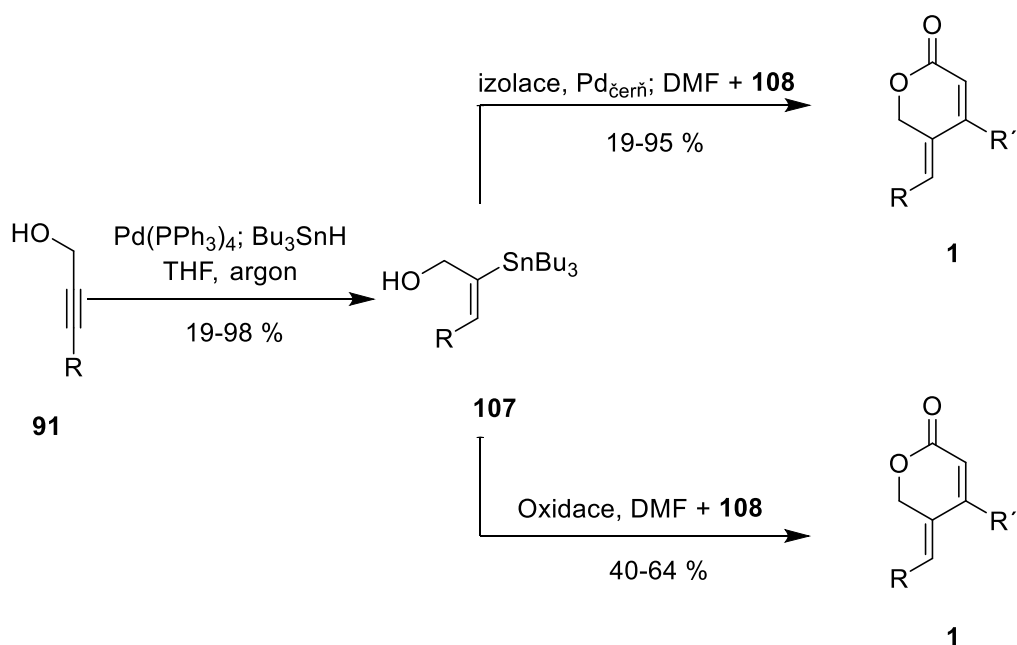 izolace, Pdčerň; DMF + 108
19-95 %
O
O
R´
R
1
HO
R
91
Pd(PPh3)4; Bu3SnH
THF, argon
19-98 %
HO
SnBu3
R
107
Oxidace, DMF + 108
40-64 %
O
O
R´
R
1